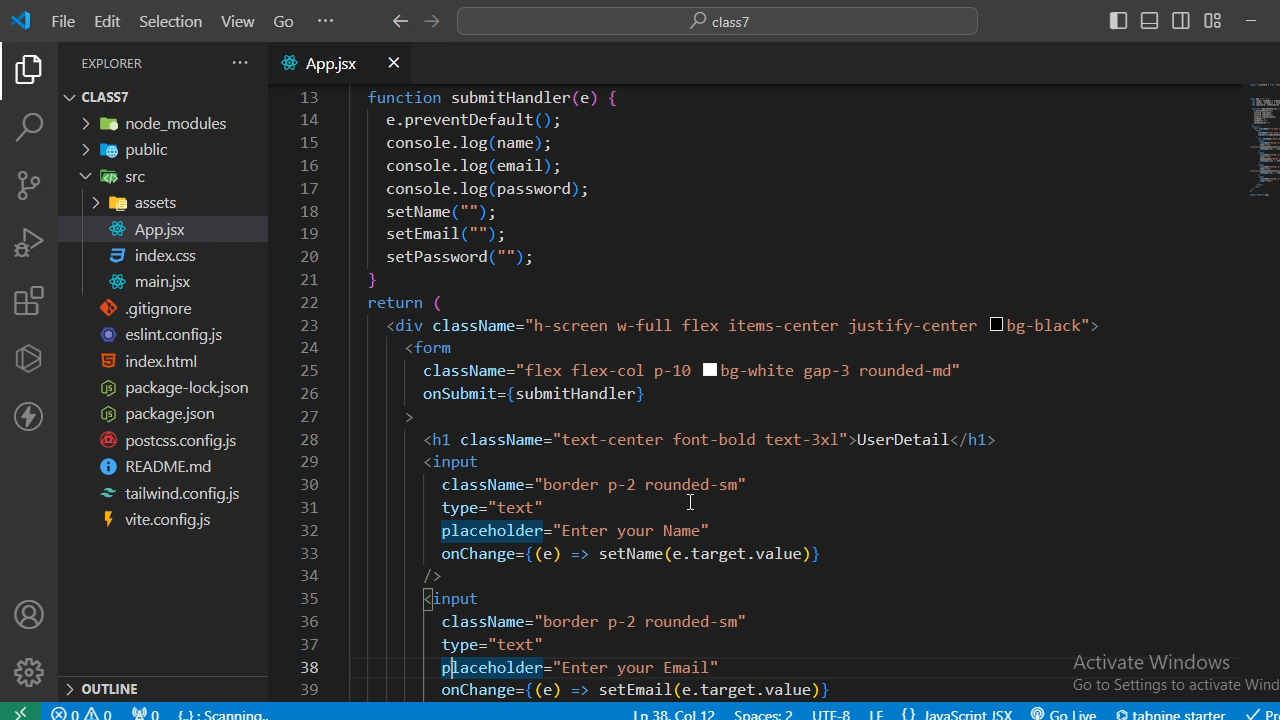 File Edit Selection View Go ··· class7
EXPLORER ···
CLASS7
node_modules
public
src
assets
App.jsx
index.css
main.jsx
.gitignore
eslint.config.js
index.html
package-lock.json
package.json
postcss.config.js
README.md
tailwind.config.js
vite.config.js
OUTLINE
App.jsx
13 function submitHandler(e) {
14 e.preventDefault();
15 console.log(name);
16 console.log(email);
17 console.log(password);
18 setName("");
19 setEmail("");
20 setPassword("");
21 }
22 return (
23 <div className="h-screen w-full flex items-center justify-center bg-black">
24 <form
25 className="flex flex-col p-10 bg-white gap-3 rounded-md"
26 onSubmit={submitHandler}
27 >
28 <h1 className="text-center font-bold text-3xl">UserDetail</h1>
29 <input
30 className="border p-2 rounded-sm"
31 type="text"
32 placeholder="Enter your Name"
33 onChange={(e) => setName(e.target.value)}
34 />
35 <input
36 className="border p-2 rounded-sm"
37 type="text"
38 placeholder="Enter your Email"
39 onChange={(e) => setEmail(e.target.value)}
Activate Windows
Go to Settings to activate Wind
0 0 0 {..}: Scanning.. Ln 38, Col 12 Spaces: 2 UTF-8 LF {} JavaScript JSX Go Live tabnine starter